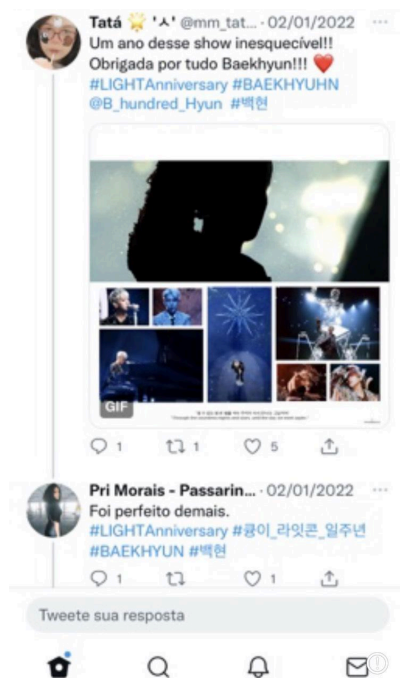 Tatá 🌟 'ㅅ' @mm_tat... · 02/01/2022
Um ano desse show inesquecível!!
Obrigada por tudo Baekhyun!!! ❤️
#LIGHTAnniversary #BAEKHYUHN
@B_hundred_Hyun #백현
GIF
1 1 5
Pri Morais - Passarin... · 02/01/2022
Foi perfeito demais.
#LIGHTAnniversary #큥이_라잇콘_일주년
#BAEKHYUN #백현
1 1
Tweete sua resposta